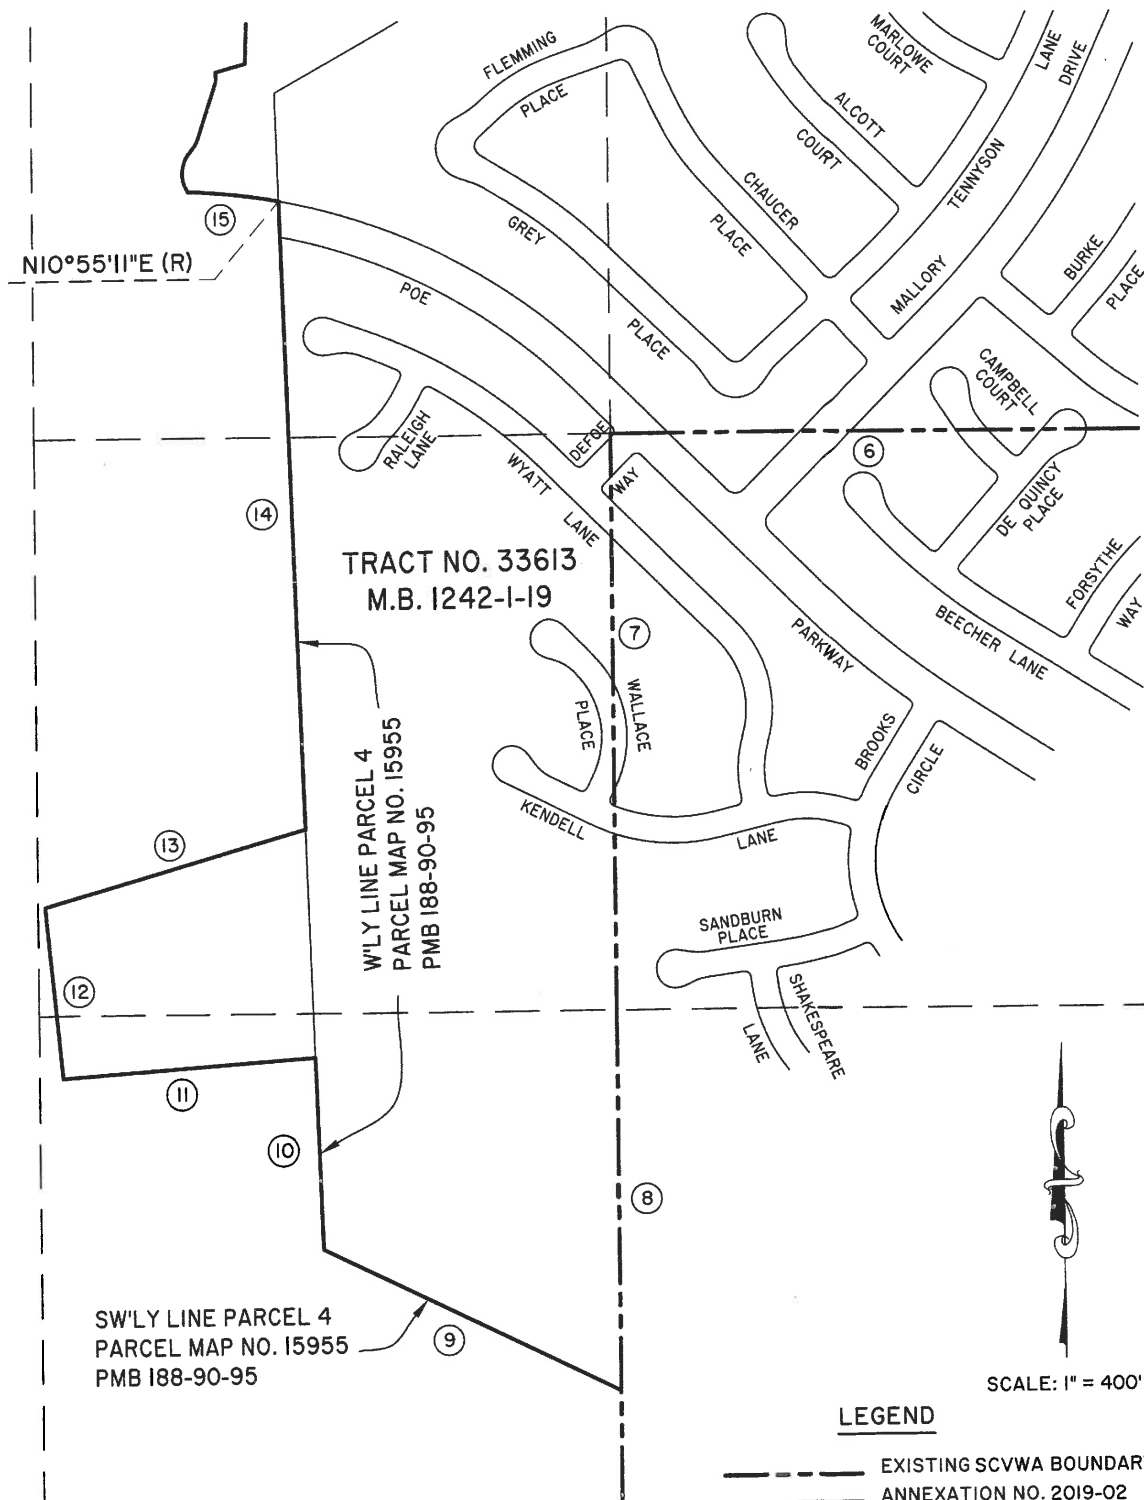 FLEMMING
PLACE
MARLOWE
COURT
LANE
DRIVE
ALCOTT
COURT
TENNYSON
CHAUCER
PLACE
GREY
PLACE
MALLORY
BURKE
PLACE
15
N10°55'11"E (R)
POE
CAMPBELL
COURT
RALEIGH
LANE
DEFOE
WAY
6
WYATT
LANE
DE QUINCY
PLACE
14
TRACT NO. 33613
M.B. 1242-1-19
FORSYTHE
WAY
7
PARKWAY
BEECHER LANE
WALLACE
PLACE
BROOKS
CIRCLE
KENDELL
LANE
13
W'LY LINE PARCEL 4
PARCEL MAP NO. 15955
PMB 188-90-95
SANDBURN
PLACE
12
SHAKESPEARE
LANE
11
10
8
SW'LY LINE PARCEL 4
PARCEL MAP NO. 15955
PMB 188-90-95
9
SCALE: 1" = 400'
LEGEND
EXISTING SCVWA BOUNDAR
ANNEXATION NO. 2019-02